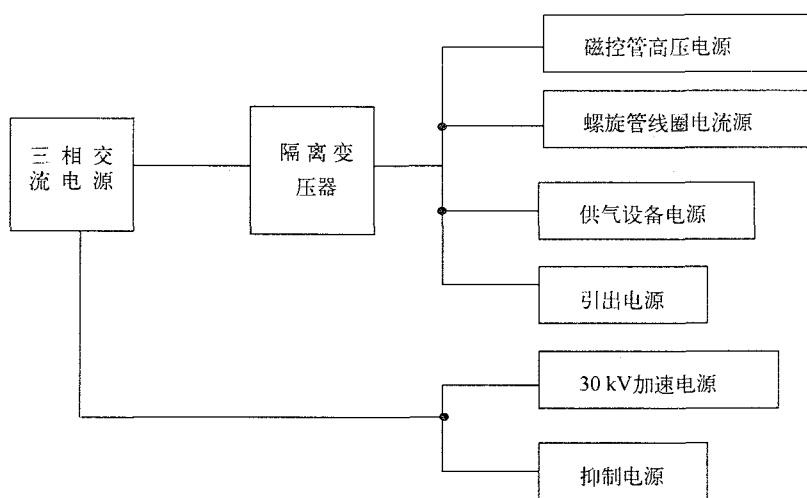 磁控管高压电源
三相交
流电源
隔离变
压器
螺旋管线圈电流源
供气设备电源
引出电源
30 kV加速电源
抑制电源